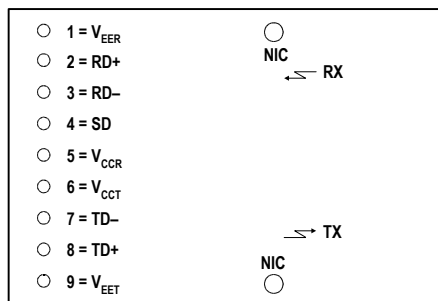 1 = VEER
2 = RD+
3 = RD–
4 = SD
5 = VCCR
6 = VCCT
7 = TD–
8 = TD+
9 = VEET
NIC
RX
TX
NIC